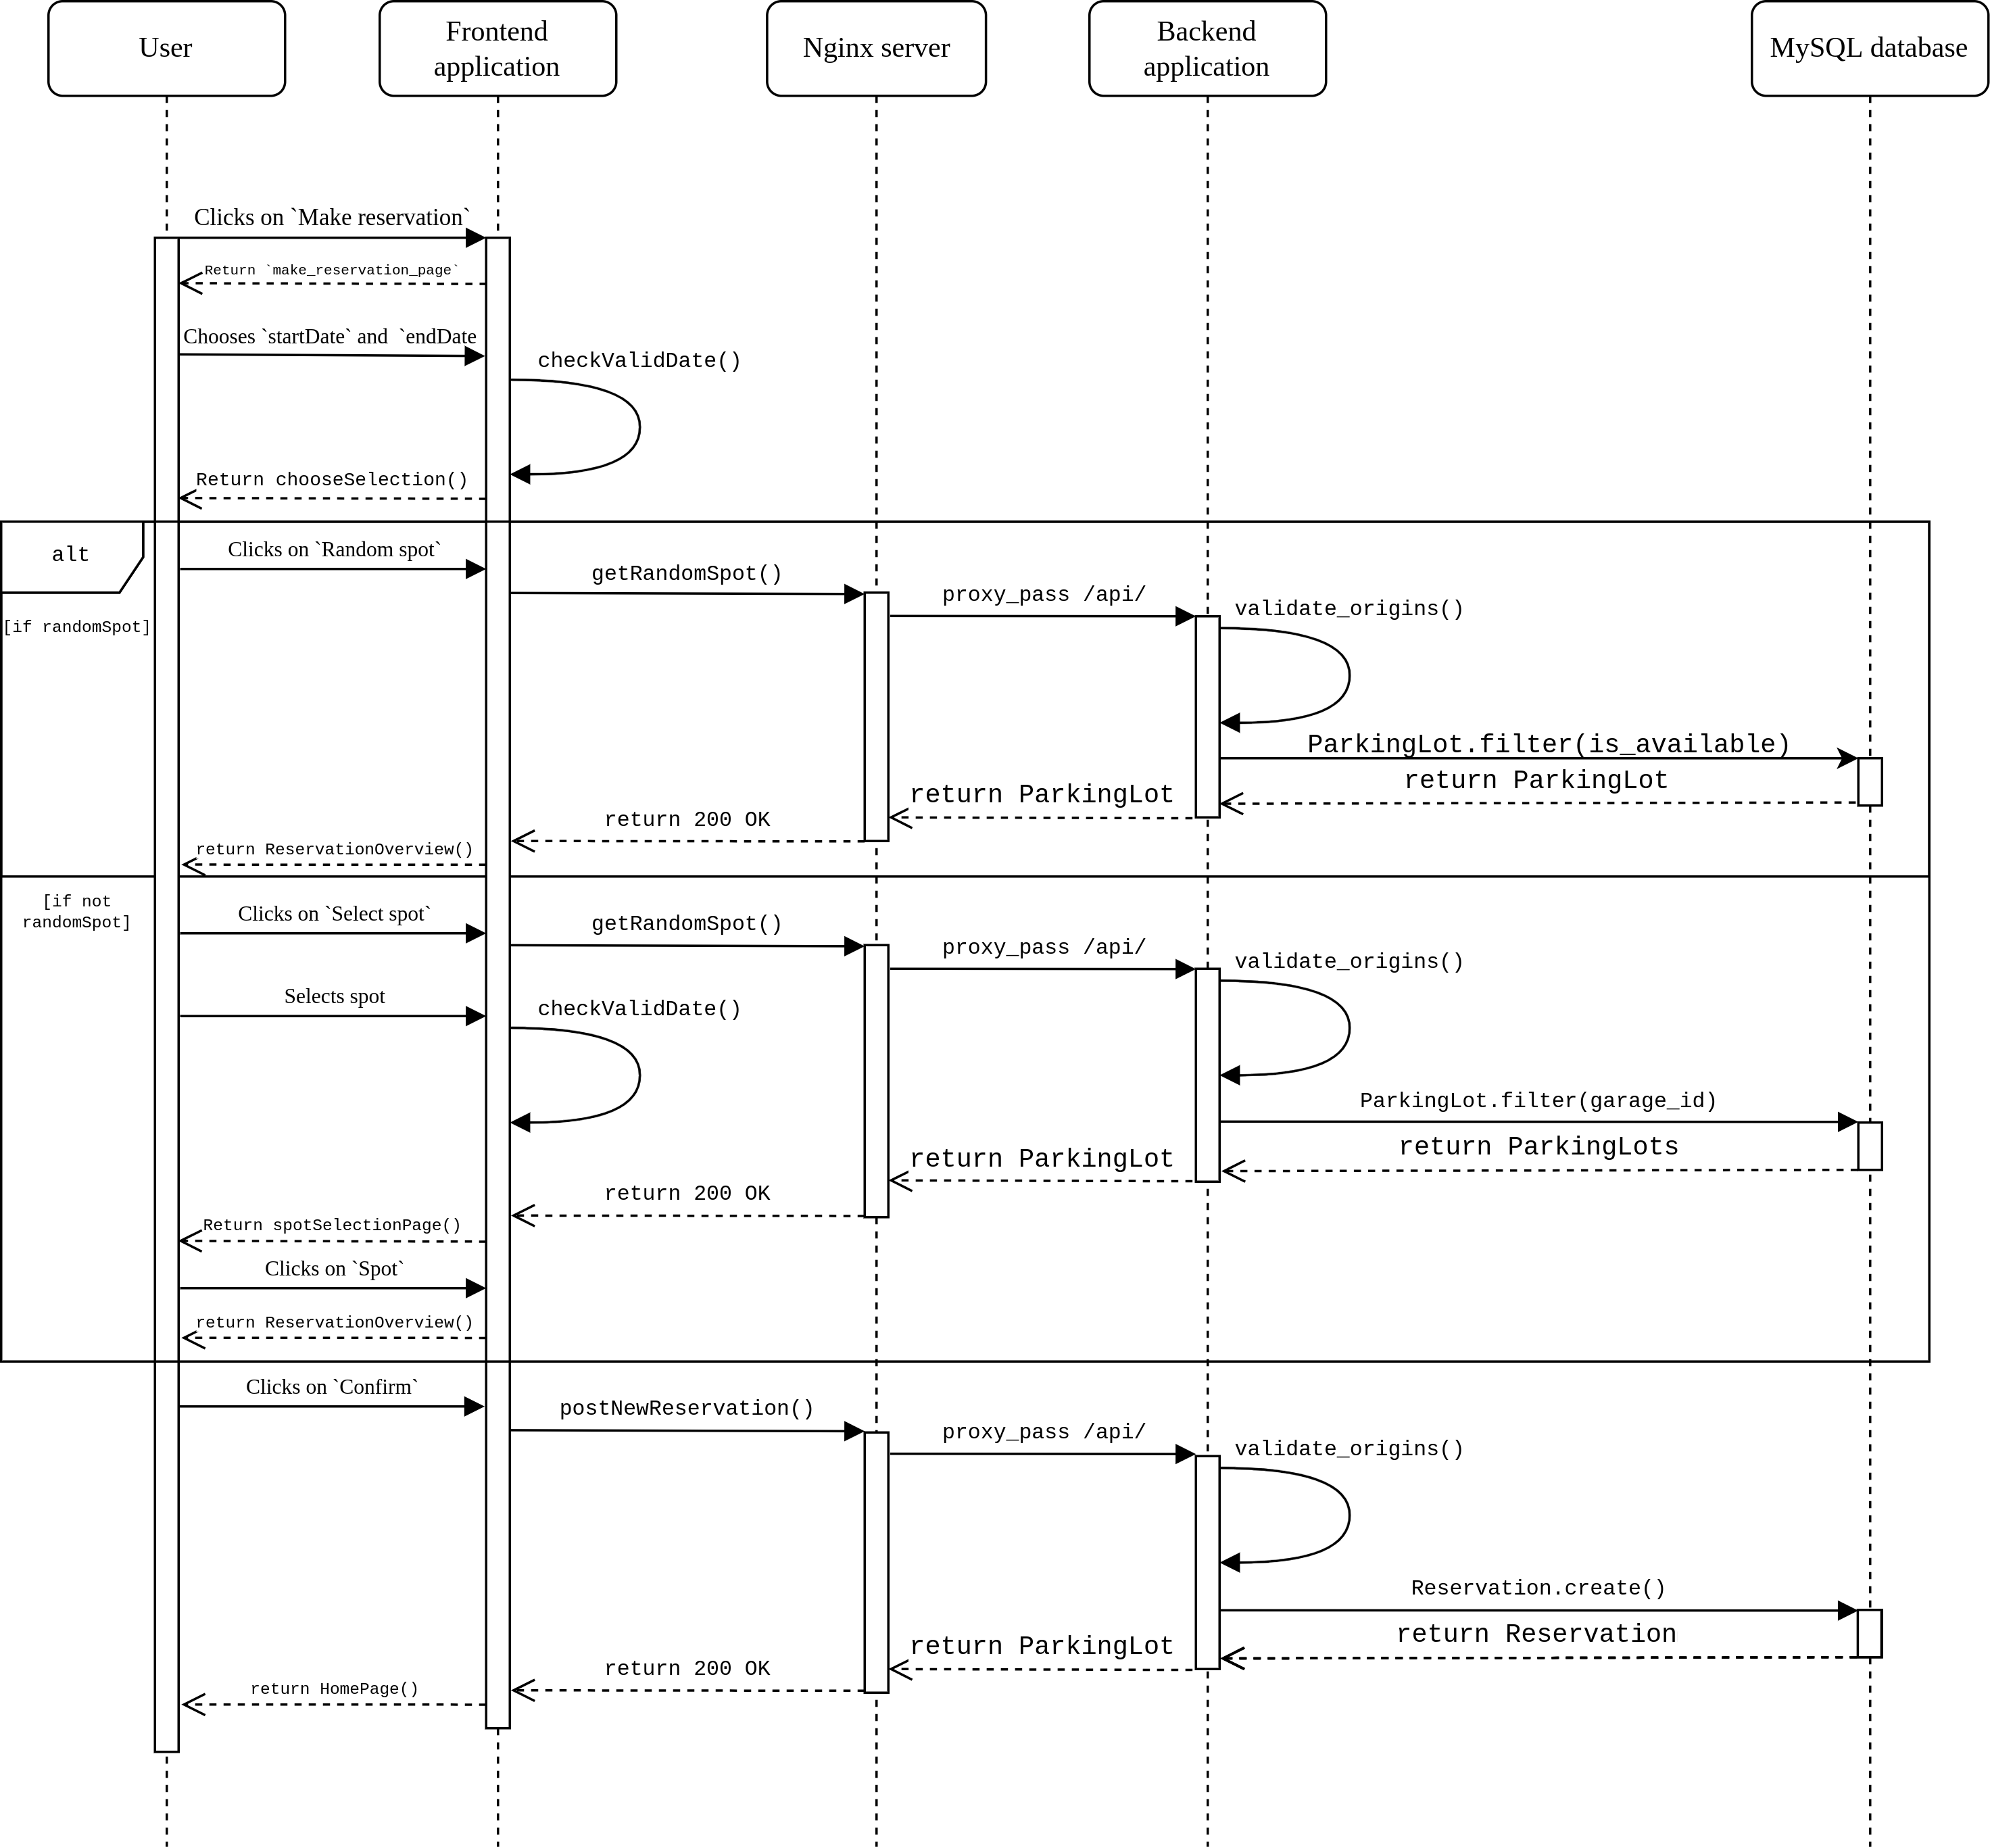 User
Frontend
application
Nginx server
Backend
application
MySQL database
Clicks on `Make reservation`
Return `make_reservation_page`
Chooses `startDate` and  `endDate
checkValidDate()
Return chooseSelection()
alt
Clicks on `Random spot`
getRandomSpot()
proxy_pass /api/
validate_origins()
[if randomSpot]
ParkingLot.filter(is_available)
return ParkingLot
return ParkingLot
return 200 OK
return ReservationOverview()
[if not
randomSpot]
Clicks on `Select spot`
getRandomSpot()
proxy_pass /api/
validate_origins()
Selects spot
checkValidDate()
ParkingLot.filter(garage_id)
return ParkingLots
return ParkingLot
return 200 OK
Return spotSelectionPage()
Clicks on `Spot`
return ReservationOverview()
Clicks on `Confirm`
postNewReservation()
proxy_pass /api/
validate_origins()
Reservation.create()
return Reservation
return ParkingLot
return 200 OK
return HomePage()